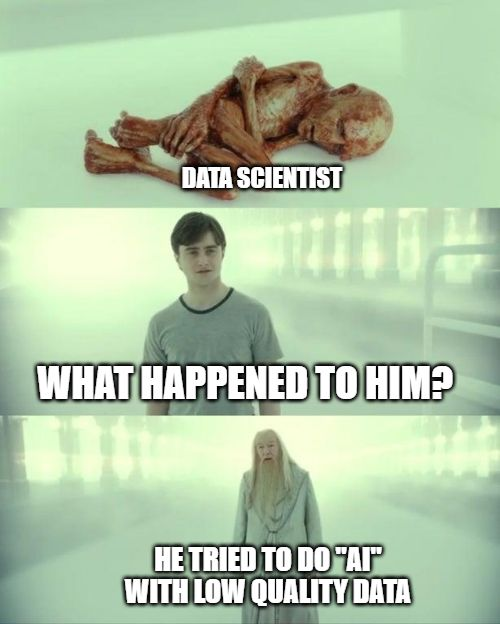 DATA SCIENTIST
WHAT HAPPENED TO HIM?
HE TRIED TO DO "AI"
WITH LOW QUALITY DATA